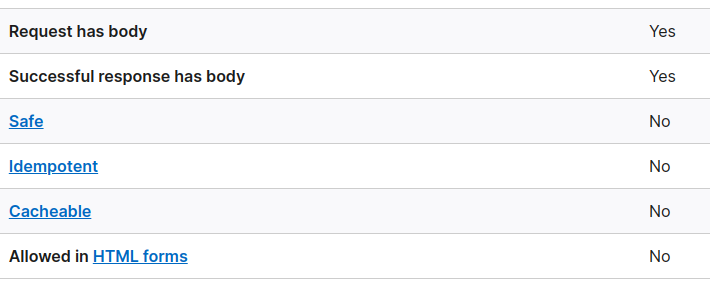 Request has body Yes
Successful response has body Yes
Safe No
Idempotent No
Cacheable No
Allowed in HTML forms No